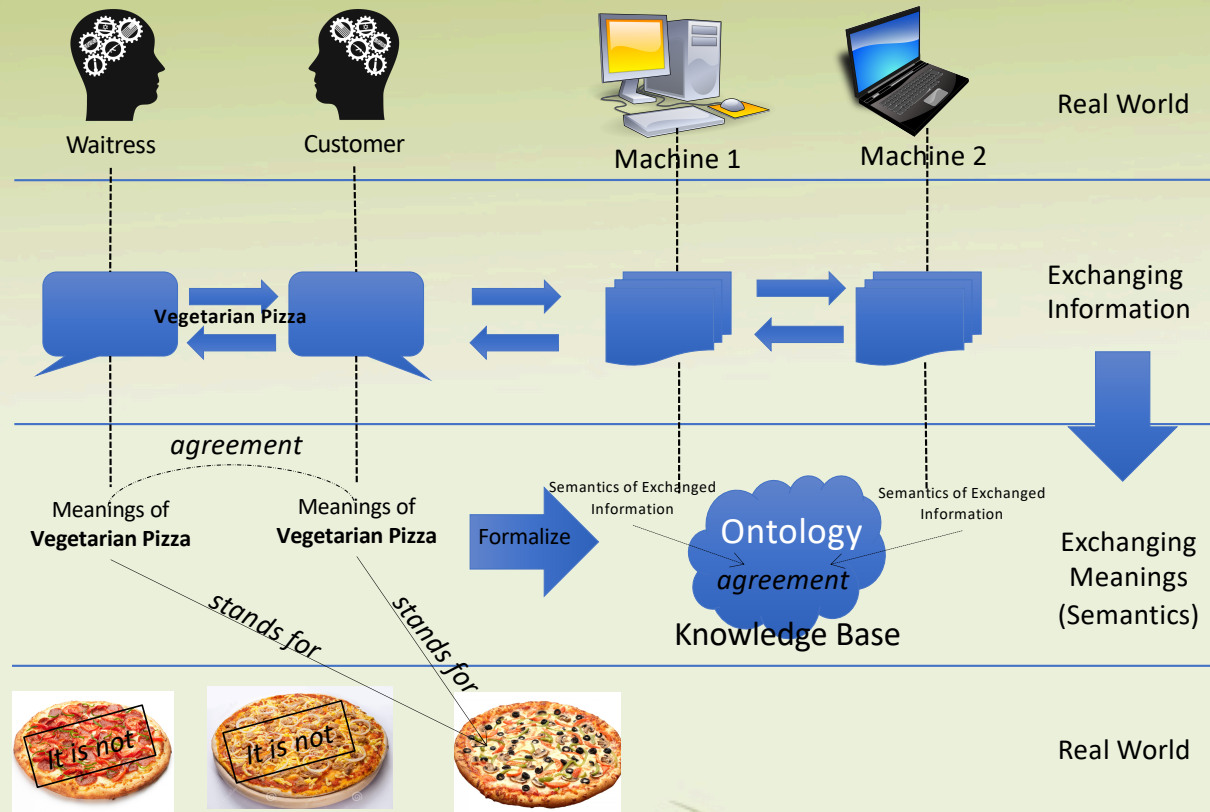 Waitress
Customer
Machine 1
Machine 2
Real World
Vegetarian Pizza
Exchanging
Information
agreement
Meanings of
Vegetarian Pizza
Meanings of
Vegetarian Pizza
Formalize
Semantics of Exchanged
Information
Semantics of Exchanged
Information
Ontology
agreement
Knowledge Base
Exchanging
Meanings
(Semantics)
stands for
stands for
It is not
It is not
Real World